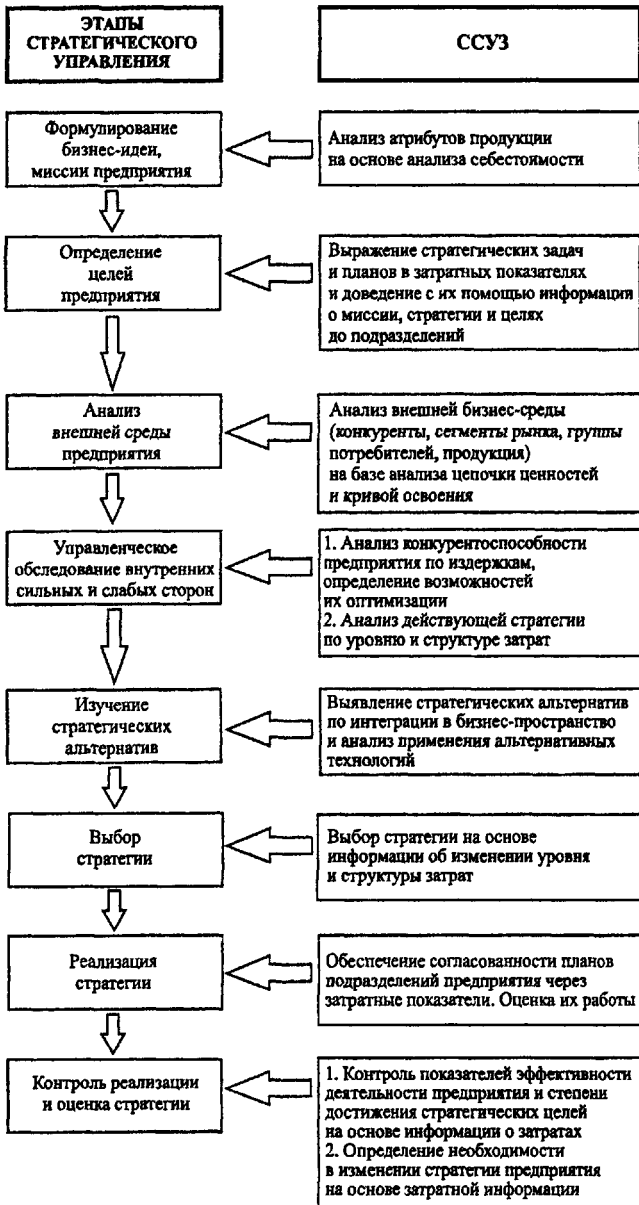 ЭТАПЫ
СТРАТЕГИЧЕСКОГО
УПРАВЛЕНИЯ
ССУЗ
Формулирование
бизнес-идеи,
миссии предприятия
Анализ атрибутов продукции
на основе анализа себестоимости
Определение
целей
предприятия
Выражение стратегических задач
и планов в затратных показателях
и доведение с их помощью информация
о миссии, стратегии и целях
до подразделений
Анализ
внешней среды
предприятия
Анализ внешней бизнес-среды
(конкуренты, сегменты рынка, группы
потребителей, продукция)
на базе анализа цепочки ценностей
и кривой освоения
Управленческое
обследование внутренних
сильных и слабых сторон
1. Анализ конкурентоспособности
предприятия по издержкам,
определение возможностей
их оптимизации
2. Анализ действующей стратегии
по уровню и структуре затрат
Изучение
стратегических
альтернатив
Выявление стратегических альтернатив
по интеграции в бизнес-пространство
и анализ применения альтернативных
технологий
Выбор
стратегии
Выбор стратегии на основе
информации об изменении уровня
и структуры затрат
Реализация
стратегии
Обеспечение согласованности планов
подразделений предприятия через
затратные показатели. Оценка их работы
Контроль реализации
и оценка стратегии
1. Контроль показателей эффективности
деятельности предприятия и степени
достижения стратегических целей
на основе информации о затратах
2. Определение необходимости
в изменении стратегии предприятия
на основе затратной информации